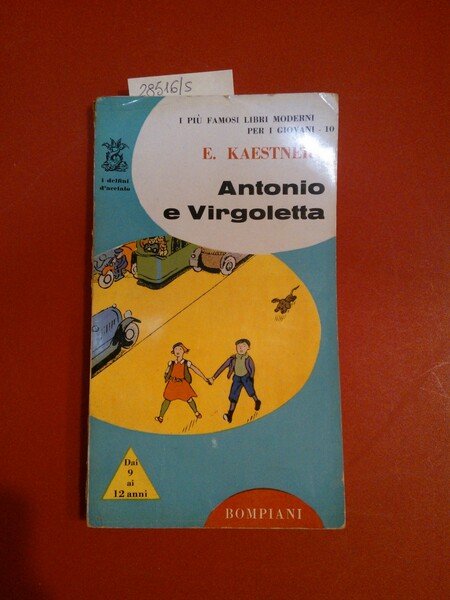 28516/s
I PIÙ FAMOSI LIBRI MODERNI
PER I GIOVANI - 10
E. KAESTNER
Antonio
e Virgoletta
i delfini
d'acciaio
Dai
9
ai
12 anni
BOMPIANI